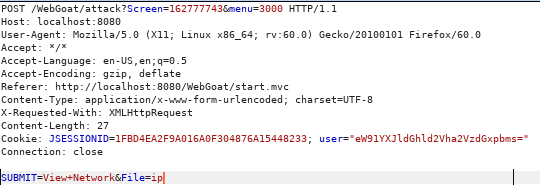 POST /WebGoat/attack?Screen=162777743&menu=3000 HTTP/1.1
Host: localhost:8080
User-Agent: Mozilla/5.0 (X11; Linux x86_64; rv:60.0) Gecko/20100101 Firefox/60.0
Accept: */*
Accept-Language: en-US,en;q=0.5
Accept-Encoding: gzip, deflate
Referer: http://localhost:8080/WebGoat/start.mvc
Content-Type: application/x-www-form-urlencoded; charset=UTF-8
X-Requested-With: XMLHttpRequest
Content-Length: 27
Cookie: JSESSIONID=1FBD4EA2F9A016A0F304876A15448233; user="eW91YXJldGhld2Vha2VzdGxpbms="
Connection: close
SUBMIT=View+Network&File=ip